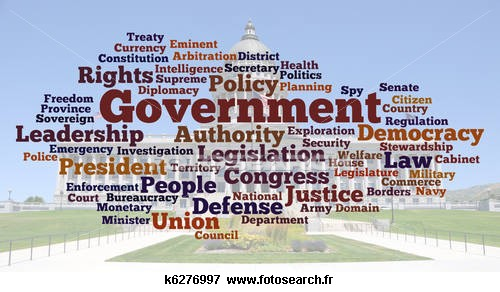 Treaty
Currency Eminent
Constitution Arbitration District
Intelligence Secretary Health
Rights Supreme Policy Politics
Diplomacy Planning Spy Senate
Freedom Government Citizen
Province Country
Sovereign Regulation
Leadership Authority Exploration Democracy
Emergency Investigation Security Stewardship
Police Legislation Welfare Law Cabinet
President Territory Congress House Military
Legislature
Enforcement People National Justice Commerce
Court Bureaucracy Borders Navy
Monetary Defense Army Domain
Minister Union Department
Council
k6276997 www.fotosearch.fr